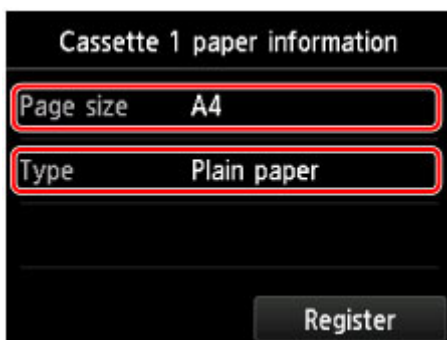 Cassette 1 paper information
Page size A4
Type Plain paper
Register